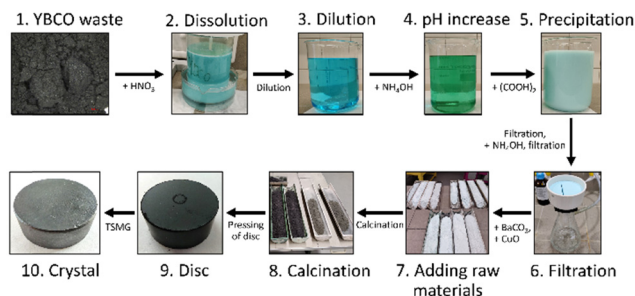 1. YBCO waste
2. Dissolution
3. Dilution
4. pH increase
5. Precipitation
+ HNO₃
Dilution
+ NH₄OH
+ (COOH)₂
Filtration,
+ NH₄OH, filtration
10. Crystal
9. Disc
8. Calcination
7. Adding raw
materials
6. Filtration
TSMG
Pressing
of disc
Calcination
+ BaCO₃,
+ CuO